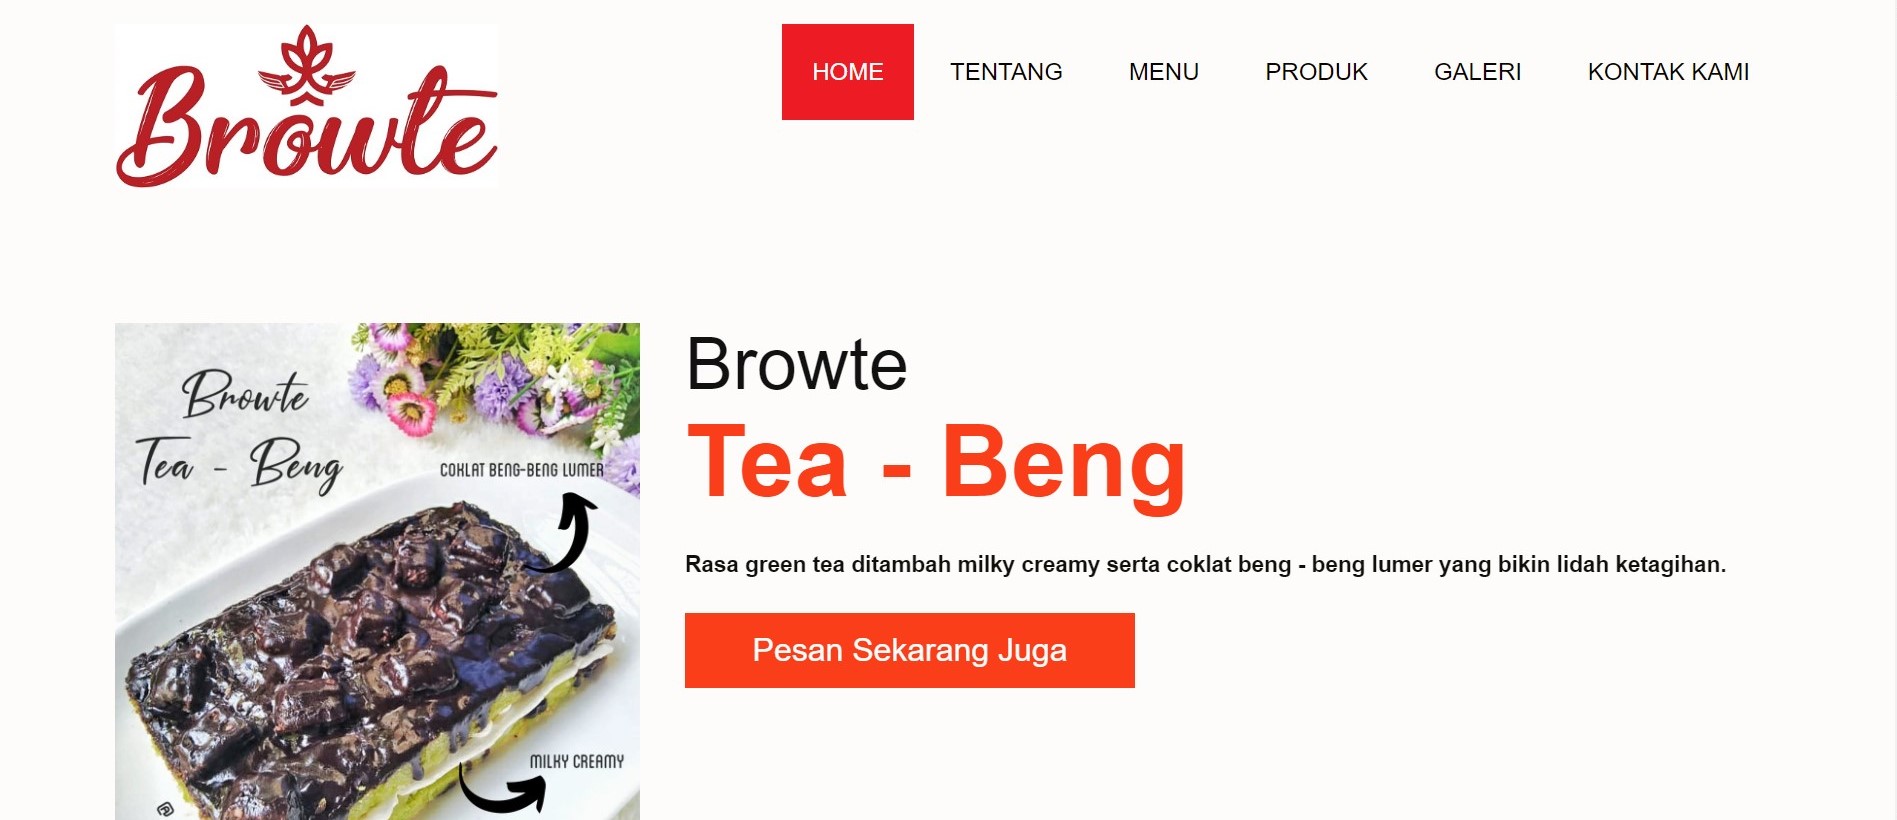 Browte
HOME TENTANG MENU PRODUK GALERI KONTAK KAMI
Browte
Tea - Beng
COKLAT BENG-BENG LUMER
MILKY CREAMY
Browte
Tea - Beng
Rasa green tea ditambah milky creamy serta coklat beng - beng lumer yang bikin lidah ketagihan.
Pesan Sekarang Juga